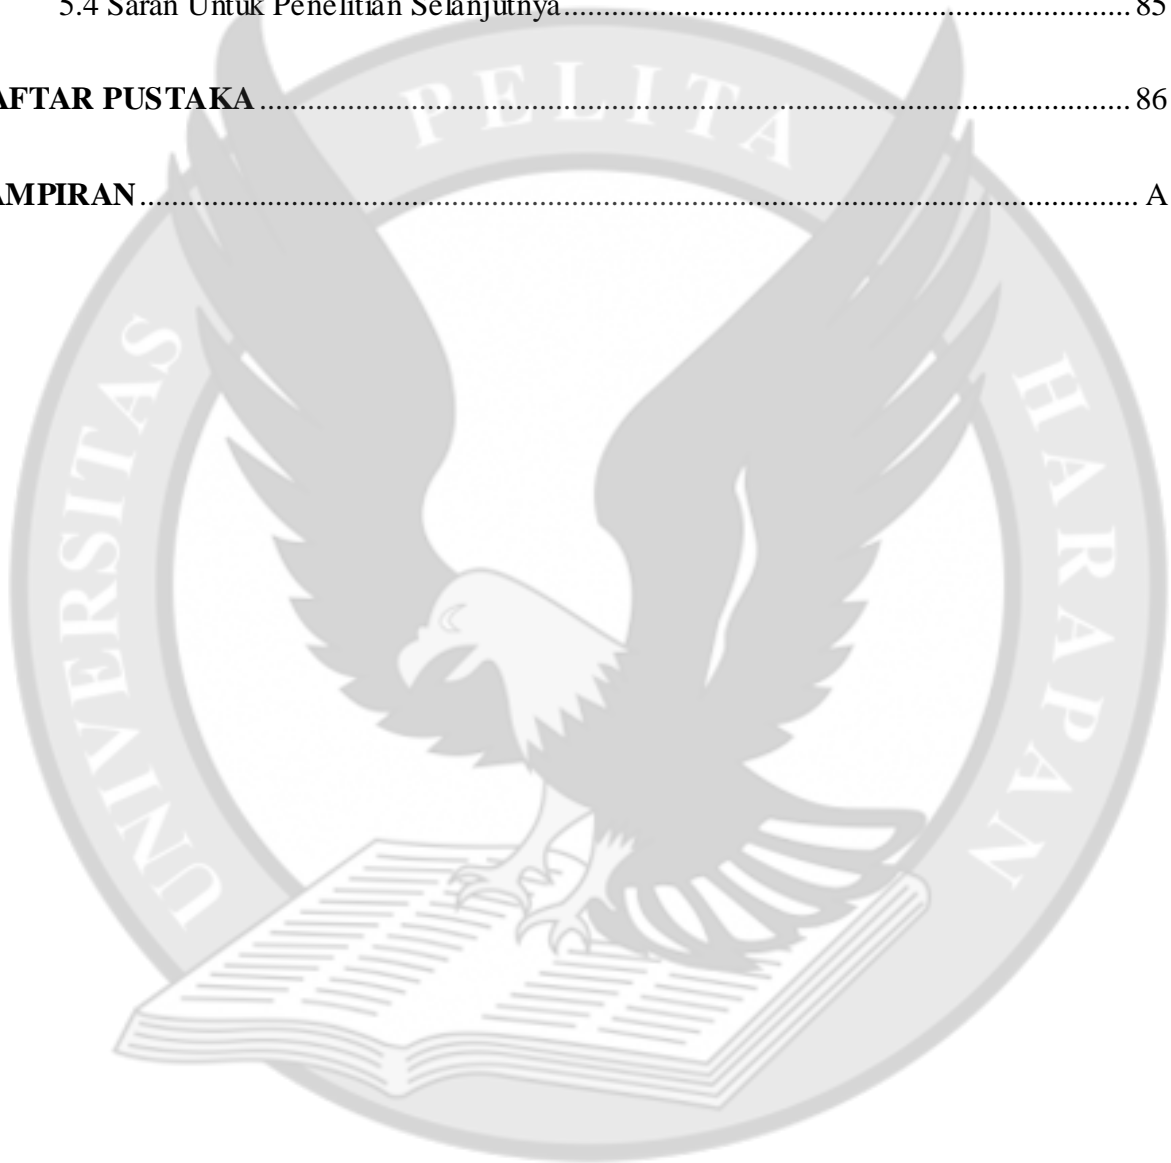 5.4 Saran Untuk Penelitian Selanjutnya........................................ 85
AFTAR PUSTAKA........................................ 86
AMPIRAN........................................ A
UNIVERSITAS PELITA HARAPAN